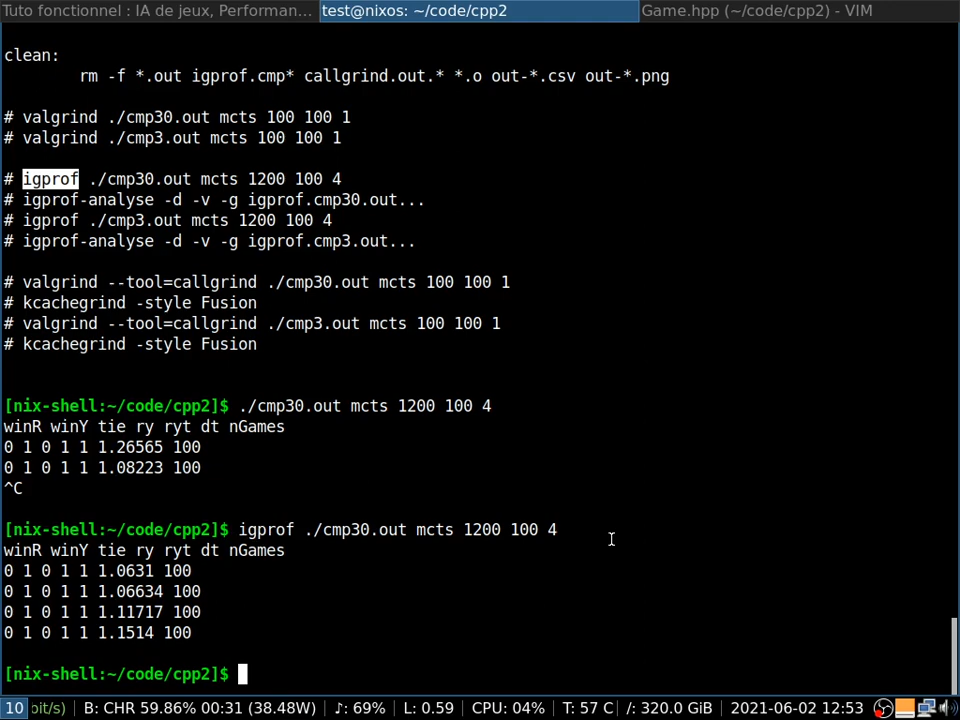 Tuto fonctionnel : IA de jeux, Performan... test@nixos: ~/code/cpp2 Game.hpp (~/code/cpp2) - VIM
clean:
rm -f *.out igprof.cmp* callgrind.out.* *.o out-*.csv out-*.png
# valgrind ./cmp30.out mcts 100 100 1
# valgrind ./cmp3.out mcts 100 100 1
# igprof ./cmp30.out mcts 1200 100 4
# igprof-analyse -d -v -g igprof.cmp30.out...
# igprof ./cmp3.out mcts 1200 100 4
# igprof-analyse -d -v -g igprof.cmp3.out...
# valgrind --tool=callgrind ./cmp30.out mcts 100 100 1
# kcachegrind -style Fusion
# valgrind --tool=callgrind ./cmp3.out mcts 100 100 1
# kcachegrind -style Fusion
[nix-shell:~/code/cpp2]$ ./cmp30.out mcts 1200 100 4
winR winY tie ry ryt dt nGames
0 1 0 1 1 1.26565 100
0 1 0 1 1 1.08223 100
^C
[nix-shell:~/code/cpp2]$ igprof ./cmp30.out mcts 1200 100 4
winR winY tie ry ryt dt nGames
0 1 0 1 1 1.0631 100
0 1 0 1 1 1.06634 100
0 1 0 1 1 1.11717 100
0 1 0 1 1 1.1514 100
[nix-shell:~/code/cpp2]$
10 bit/s) | B: CHR 59.86% 00:31 (38.48W) | ♪: 69% | L: 0.59 | CPU: 04% | T: 57 C | /: 320.0 GiB | 2021-06-02 12:53